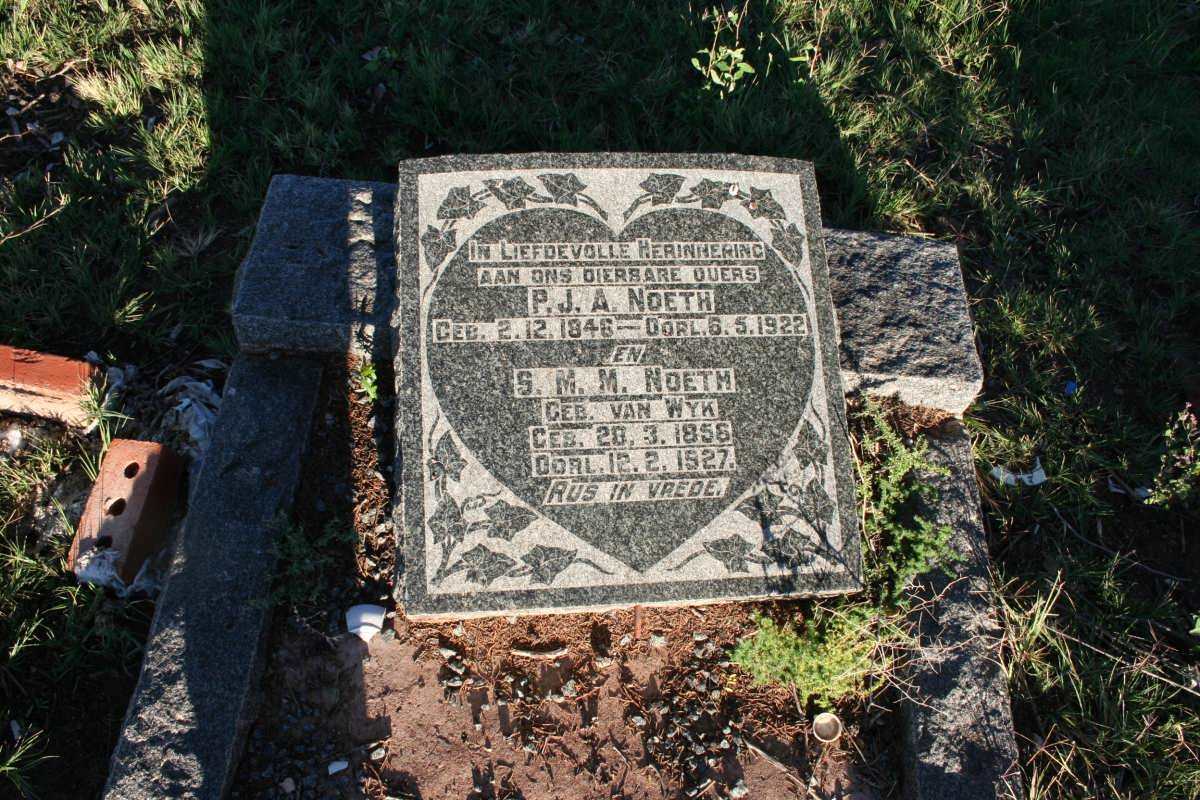 In Liefdevolle Herinnering
aan ons dierbare ouers
P.J.A. Noeth
Geb. 2.12.1846 — Oorl. 6.5.1922
en
S. M. M. Noeth
Geb. van Wyk
Geb. 28. 3. 1856
Oorl. 12. 2. 1927
Rus in vrede.